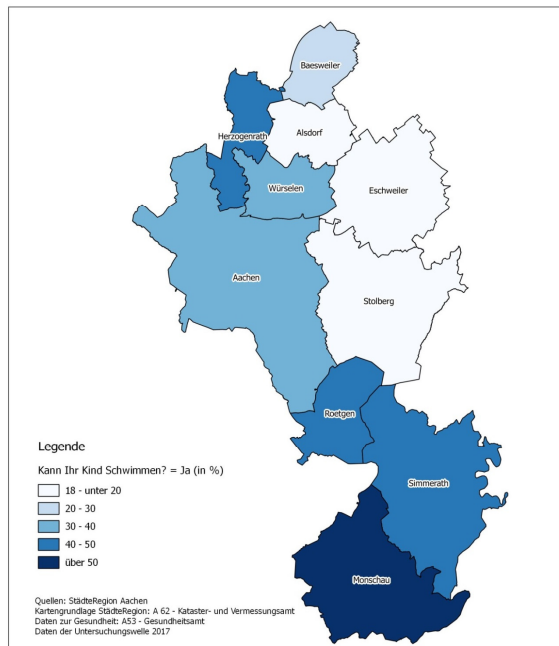 Baesweiler
Herzogenrath
Alsdorf
Würselen
Eschweiler
Aachen
Stolberg
Roetgen
Simmerath
Monschau
Legende
Kann Ihr Kind Schwimmen? = Ja (in %)
18 - unter 20
20 - 30
30 - 40
40 - 50
über 50
Quellen: StädteRegion Aachen
Kartengrundlage StädteRegion: A 62 - Kataster- und Vermessungsamt
Daten zur Gesundheit: A53 - Gesundheitsamt
Daten der Untersuchungswelle 2017